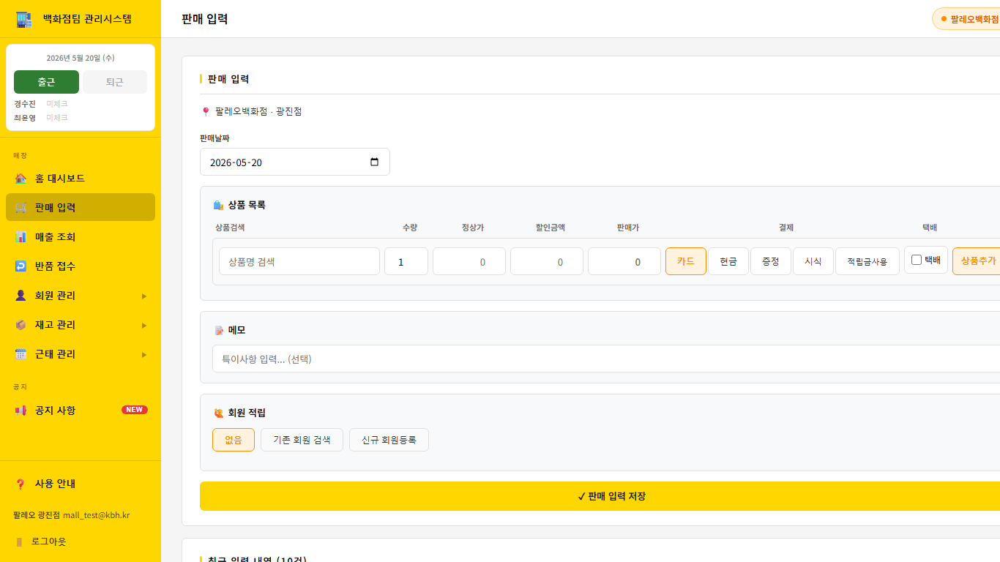 백화점팀 관리시스템
2026년 5월 20일 (수)
출근 퇴근
경수진 미체크
최윤영 미체크
매장
홈 대시보드
판매 입력
매출 조회
반품 접수
회원 관리
재고 관리
근태 관리
공지
공지 사항 NEW
사용 안내
팔레오 광진점 mall_test@kbh.kr
로그아웃
판매 입력
팔레오백화점
판매 입력
팔레오백화점 · 광진점
판매날짜
2026-05-20
상품 목록
상품검색 수량 정상가 할인금액 판매가 결제 택배
상품명 검색 1 0 0 0 카드 현금 증정 시식 적립금사용 택배 상품추가
메모
특이사항 입력... (선택)
회원 적립
없음 기존 회원 검색 신규 회원등록
✓ 판매 입력 저장
최근 입력 내역 (10건)